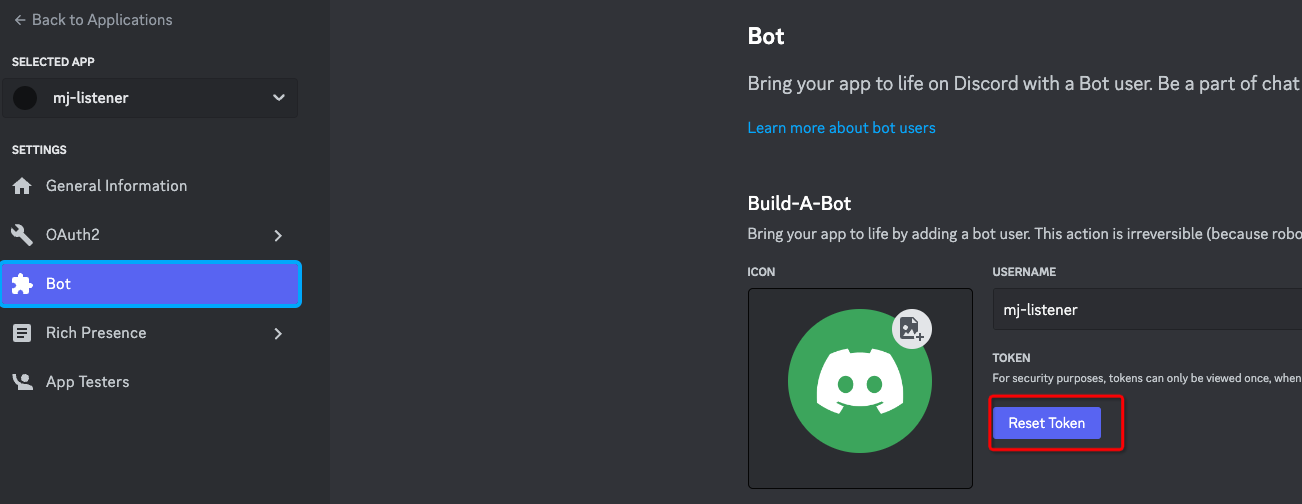 Back to Applications
SELECTED APP
mj-listener
SETTINGS
General Information
OAuth2
Bot
Rich Presence
App Testers
Bot
Bring your app to life on Discord with a Bot user. Be a part of chat
Learn more about bot users
Build-A-Bot
Bring your app to life by adding a bot user. This action is irreversible (because robo
ICON
USERNAME
mj-listener
TOKEN
For security purposes, tokens can only be viewed once, when
Reset Token